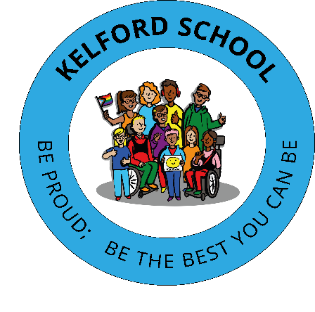 KELFORD SCHOOL
BE PROUD; BE THE BEST YOU CAN BE